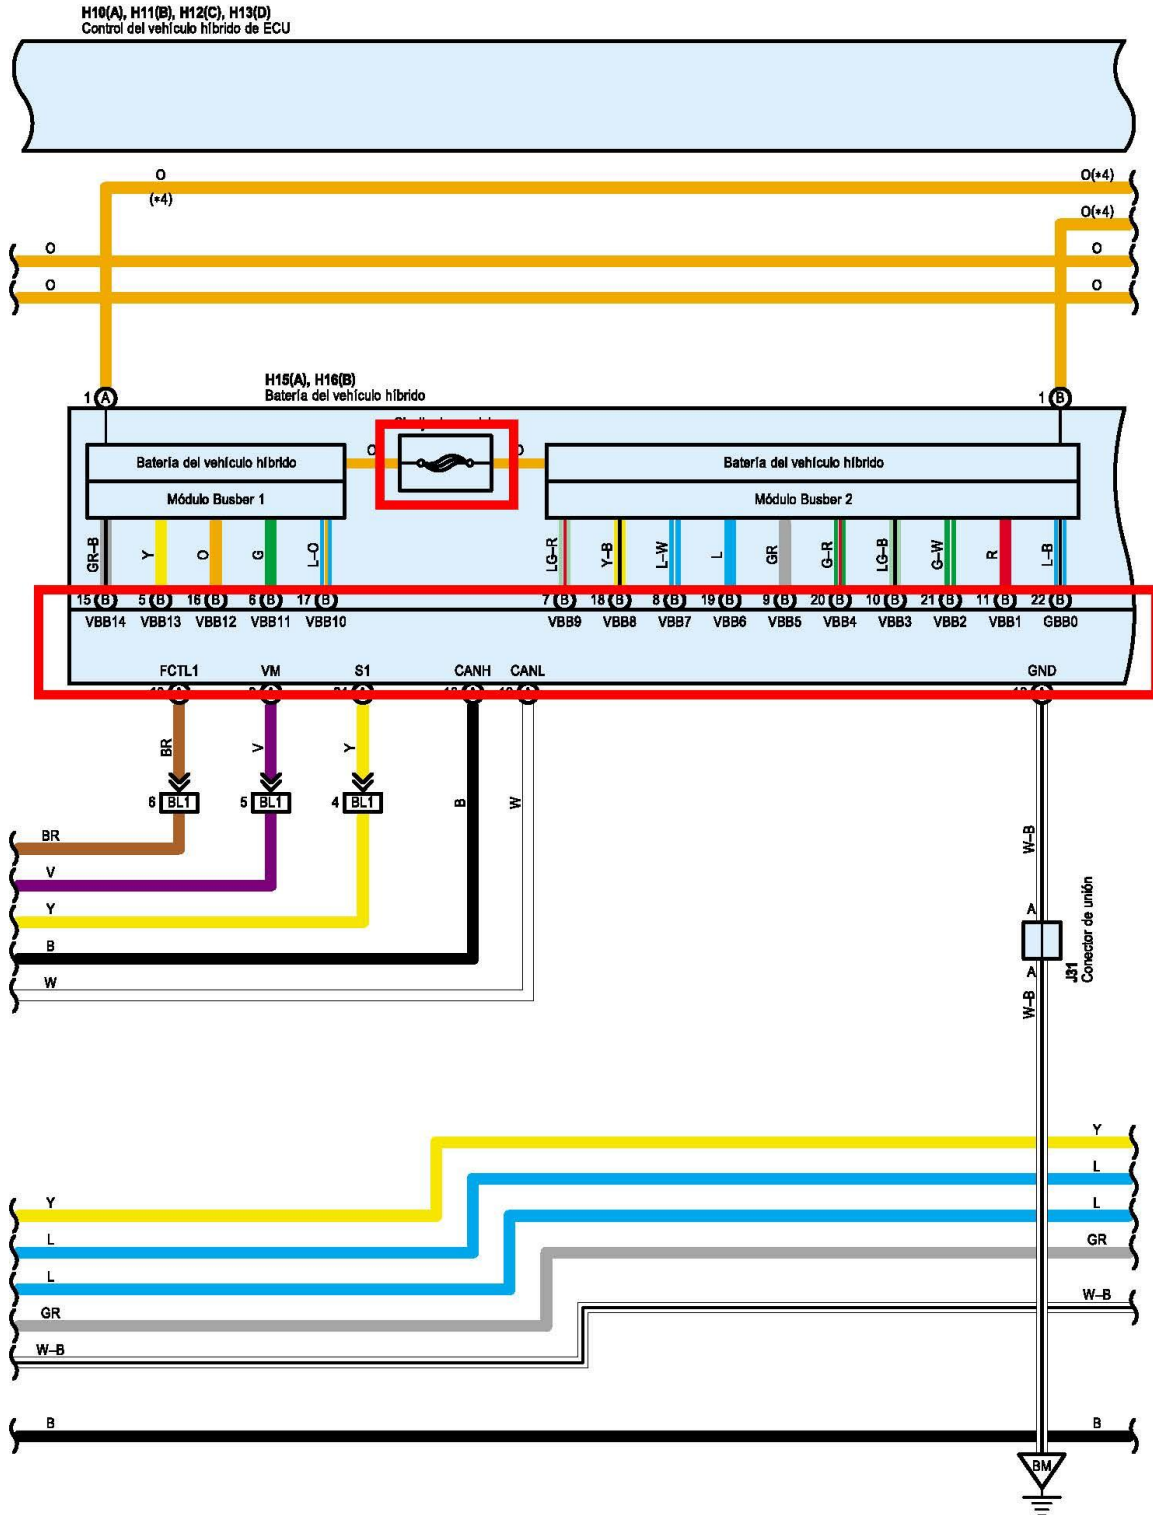 H10(A), H11(B), H12(C), H13(D)
Control del vehículo híbrido de ECU
O
(*4)
O(*4)
O(*4)
O
O
O
O
H15(A), H16(B)
Batería del vehículo híbrido
1 A
1 B
Batería del vehículo híbrido
Módulo Busber 1
O
O
Batería del vehículo híbrido
Módulo Busber 2
GR–B
Y
O
G
L–O
LG–R
Y–B
L–W
L
GR
G–R
LG–B
G–W
R
L–B
15 B
5 B
16 B
6 B
17 B
7 B
18 B
8 B
19 B
9 B
20 B
10 B
21 B
11 B
22 B
VBB14
VBB13
VBB12
VBB11
VBB10
VBB9
VBB8
VBB7
VBB6
VBB5
VBB4
VBB3
VBB2
VBB1
GBB0
FCTL1
VM
S1
CANH
CANL
GND
BR
V
Y
B
W
6 BL1
5 BL1
4 BL1
BR
V
Y
B
W
W–B
A
J31
Conector de unión
A
W–B
Y
L
L
GR
W–B
Y
L
L
GR
W–B
B
B
BM